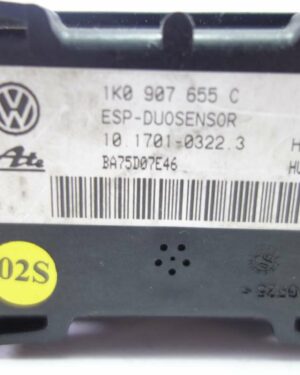 1K0 907 655 C
ESP-DUOSENSOR
10.1701-0322.3 H
Ate BA75D07E46
02S